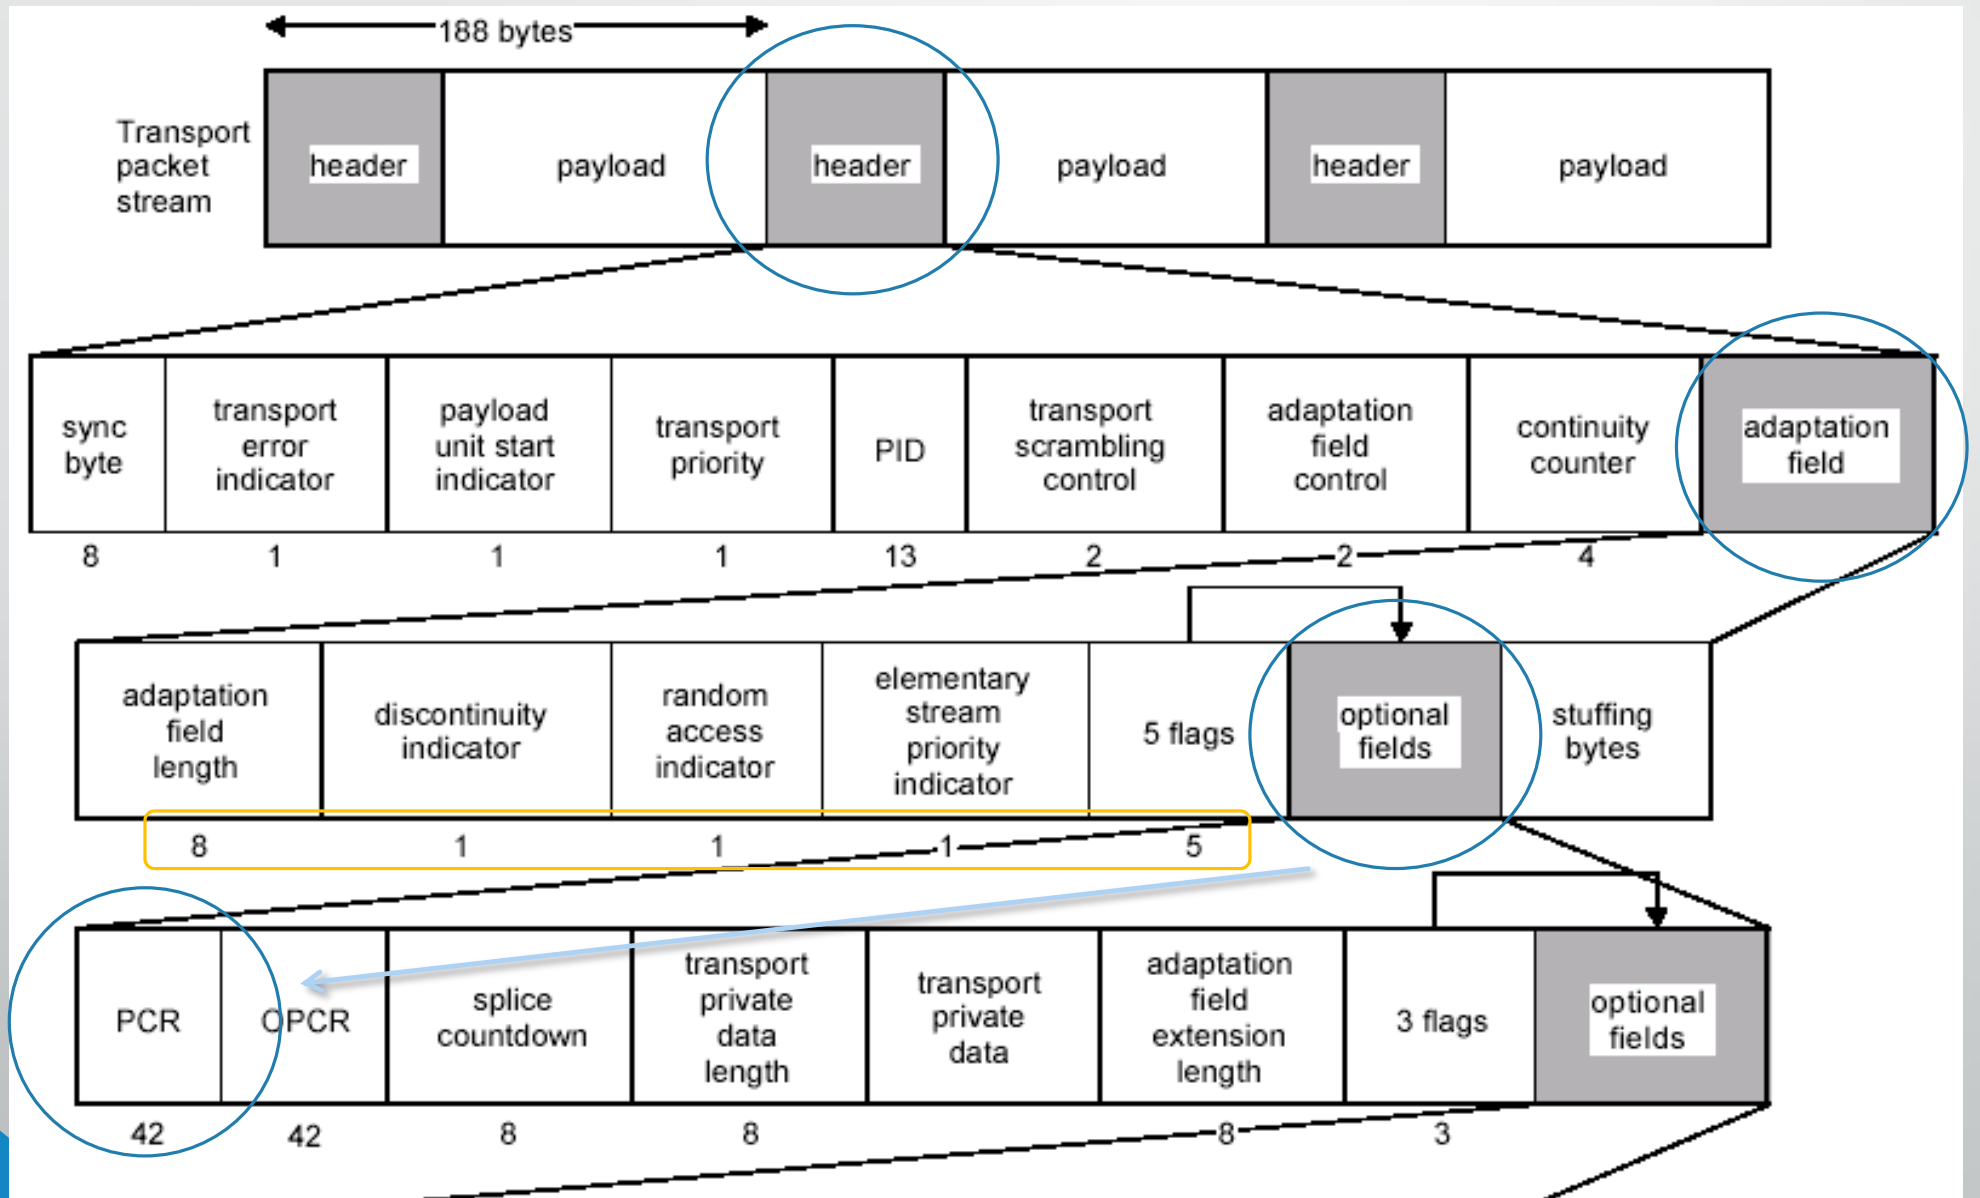 188 bytes
Transport
packet
stream
header
payload
header
payload
header
payload
sync
byte
transport
error
indicator
payload
unit start
indicator
transport
priority
PID
transport
scrambling
control
adaptation
field
control
continuity
counter
adaptation
field
8
1
1
1
13
2
2
4
adaptation
field
length
discontinuity
indicator
random
access
indicator
elementary
stream
priority
indicator
5 flags
optional
fields
stuffing
bytes
8
1
1
1
5
PCR
OPCR
splice
countdown
transport
private
data
length
transport
private
data
adaptation
field
extension
length
3 flags
optional
fields
42
42
8
8
8
3